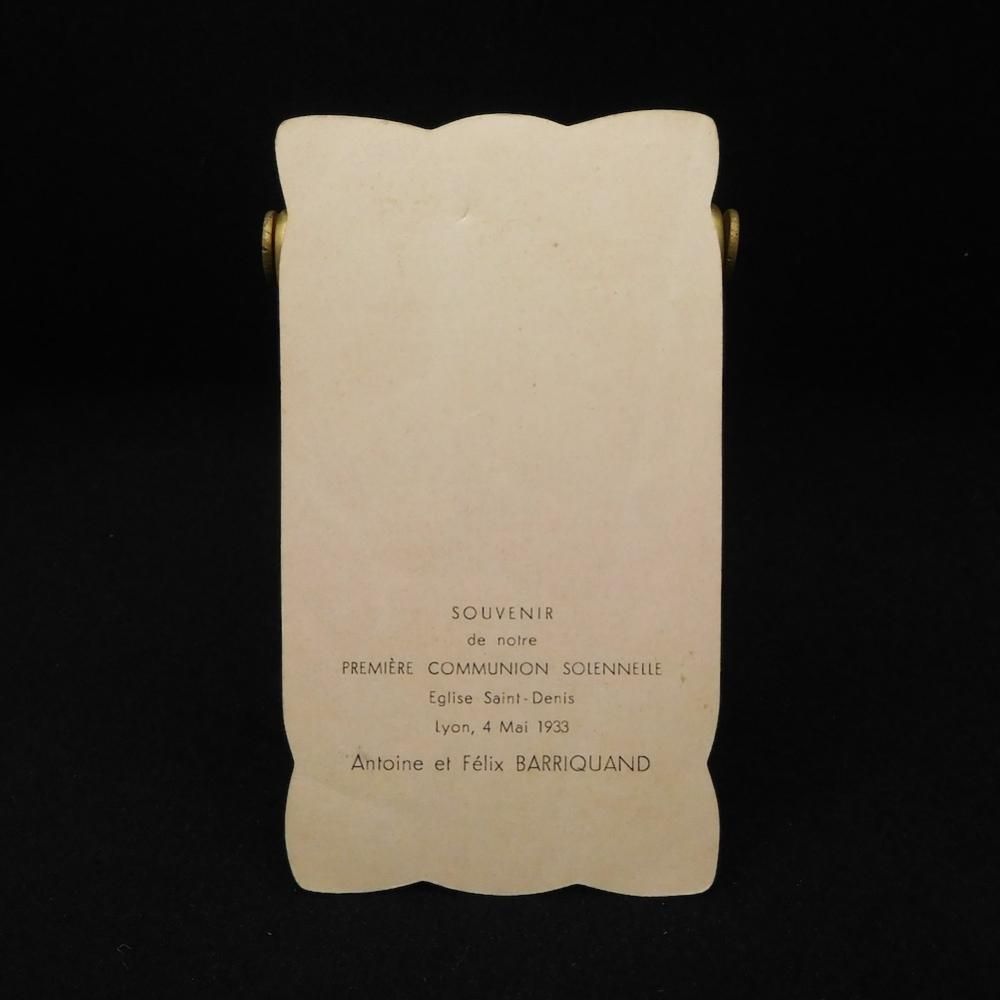 SOUVENIR
de notre
PREMIÈRE COMMUNION SOLENNELLE
Eglise Saint-Denis
Lyon, 4 Mai 1933
Antoine et Félix BARRIQUAND